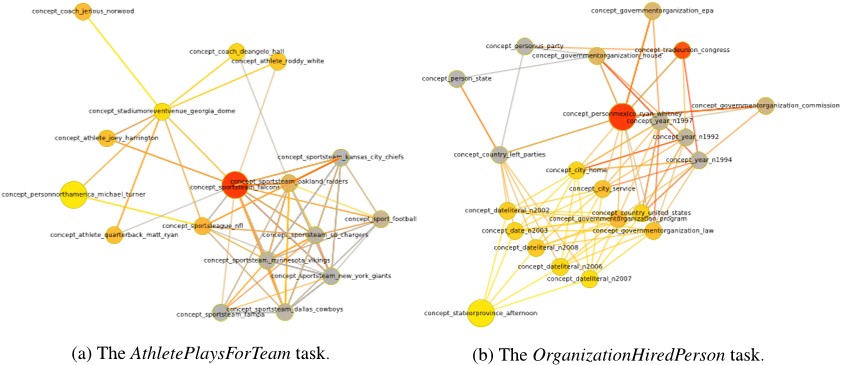 concept_coach_jerious_norwood
concept_coach_deangelo_hall
concept_athlete_roddy_white
concept_stadiumoreventvenue_georgia_dome
concept_athlete_joey_harrington
concept_sportsteam_kansas_city_chiefs
concept_sportsteam_oakland_raiders
concept_sportsteam_falcons
concept_personnorthamerica_michael_turner
concept_sport_football
concept_sportsleague_nfl
concept_athlete_quarterback_matt_ryan
concept_sportsteam_minnesota_vikings
concept_sportsteam_new_york_giants
concept_sportsteam_dallas_cowboys
concept_sportsteam_tampa
(a) The AthletePlaysForTeam task.
concept_governmentorganization_epa
concept_personus_party
concept_tradeunion_congress
concept_governmentorganization_house
concept_person_state
concept_governmentorganization_commission
concept_personmexico_ryan_whitney
concept_year_n1997
concept_year_n1992
concept_country_left_parties
concept_year_n1994
concept_city_home
concept_city_service
concept_dateliteral_n2002
concept_country_united_states
concept_governmentorganization_program
concept_date_n2003
concept_governmentorganization_law
concept_dateliteral_n2008
concept_dateliteral_n2006
concept_dateliteral_n2007
concept_stateorprovince_afternoon
(b) The OrganizationHiredPerson task.